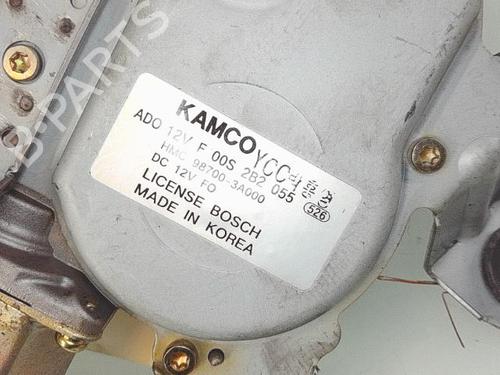 B-PARTS
KAMCO YCC1
ADO 12V F 00S 2B2 055
HMC 98700-3A000
DC 12V FO 526
LICENSE BOSCH
MADE IN KOREA